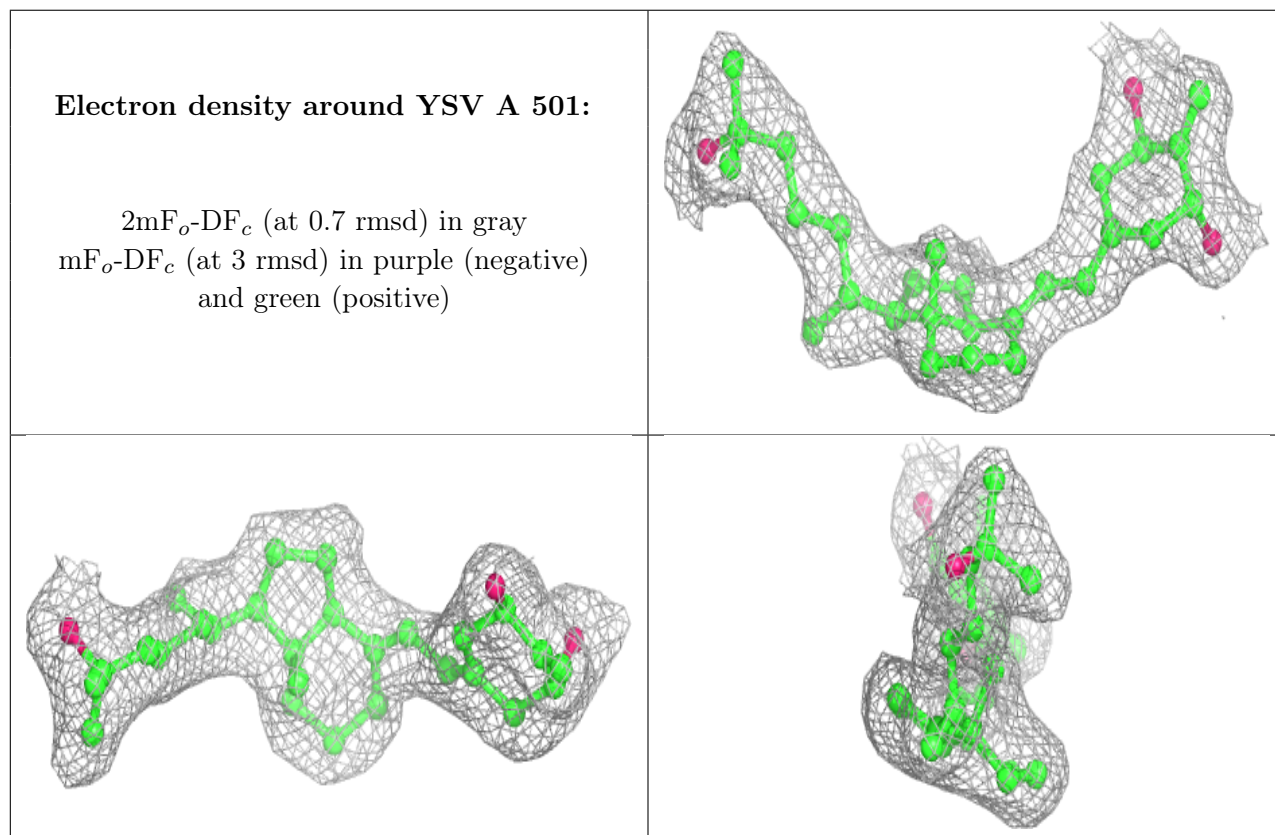 Electron density around YSV A 501:
2mFo-DFc (at 0.7 rmsd) in gray
mFo-DFc (at 3 rmsd) in purple (negative)
and green (positive)